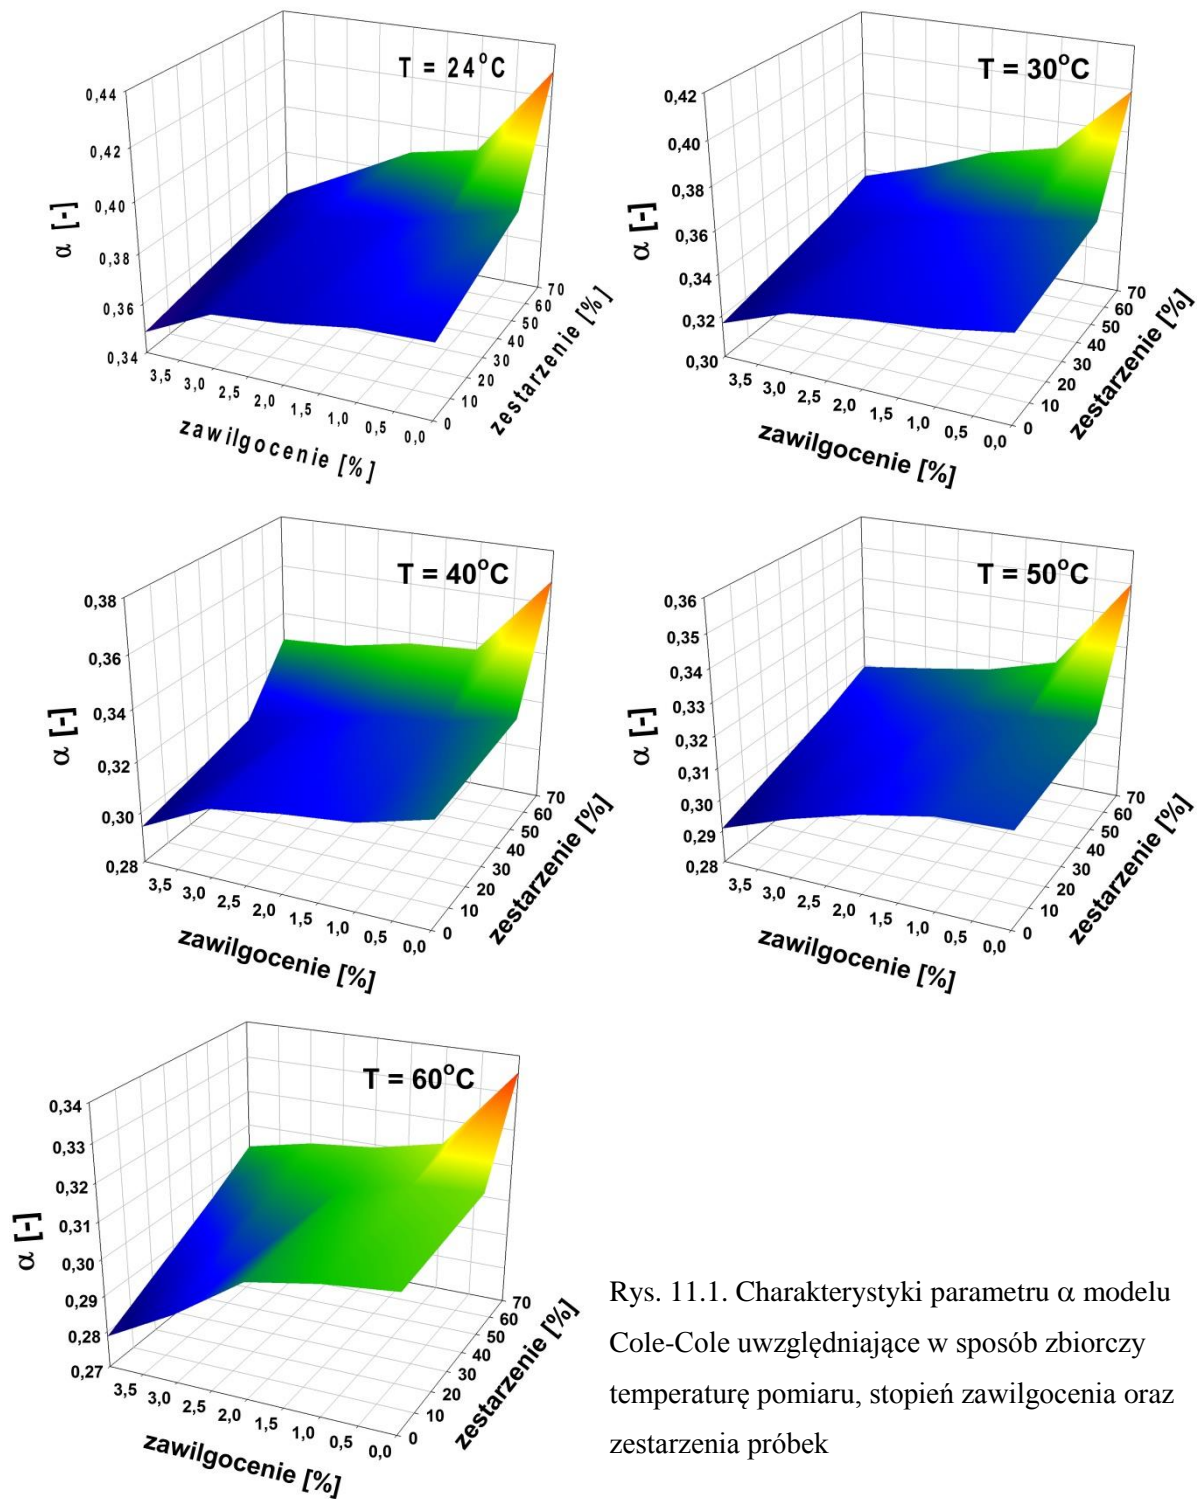 T = 24°C
0,44
0,42
0,40
0,38
0,36
0,34
α [-]
3,5 3,0 2,5 2,0 1,5 1,0 0,5 0,0
zawilgocenie [%]
0 10 20 30 40 50 60 70
zestarzenie [%]
T = 30°C
0,42
0,40
0,38
0,36
0,34
0,32
0,30
α [-]
3,5 3,0 2,5 2,0 1,5 1,0 0,5 0,0
zawilgocenie [%]
0 10 20 30 40 50 60 70
zestarzenie [%]
T = 40°C
0,38
0,36
0,34
0,32
0,30
0,28
α [-]
3,5 3,0 2,5 2,0 1,5 1,0 0,5 0,0
zawilgocenie [%]
0 10 20 30 40 50 60 70
zestarzenie [%]
T = 50°C
0,36
0,35
0,34
0,33
0,32
0,31
0,30
0,29
0,28
α [-]
3,5 3,0 2,5 2,0 1,5 1,0 0,5 0,0
zawilgocenie [%]
0 10 20 30 40 50 60 70
zestarzenie [%]
T = 60°C
0,34
0,33
0,32
0,31
0,30
0,29
0,28
0,27
α [-]
3,5 3,0 2,5 2,0 1,5 1,0 0,5 0,0
zawilgocenie [%]
0 10 20 30 40 50 60 70
zestarzenie [%]
Rys. 11.1. Charakterystyki parametru α modelu
Cole-Cole uwzględniające w sposób zbiorczy
temperaturę pomiaru, stopień zawilgocenia oraz
zestarzenia próbek